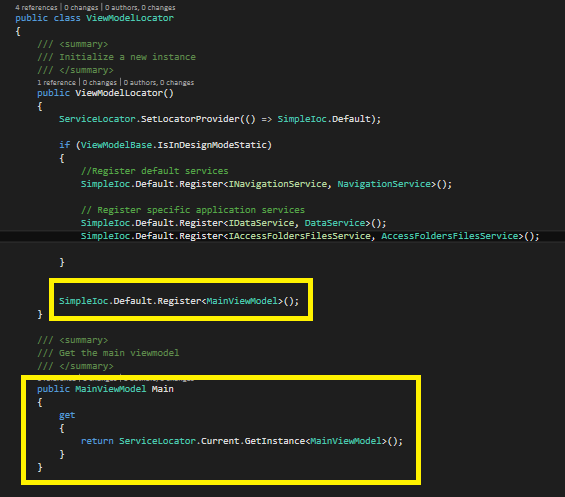 4 references | 0 changes | 0 authors, 0 changes
public class ViewModelLocator
{
/// <summary>
/// Initialize a new instance
/// </summary>
1 reference | 0 changes | 0 authors, 0 changes
public ViewModelLocator()
{
ServiceLocator.SetLocatorProvider(() => SimpleIoc.Default);
if (ViewModelBase.IsInDesignModeStatic)
{
//Register default services
SimpleIoc.Default.Register<INavigationService, NavigationService>();
// Register specific application services
SimpleIoc.Default.Register<IDataService, DataService>();
SimpleIoc.Default.Register<IAccessFoldersFilesService, AccessFoldersFilesService>();
}
SimpleIoc.Default.Register<MainViewModel>();
}
/// <summary>
/// Get the main viewmodel
/// </summary>
public MainViewModel Main
{
get
{
return ServiceLocator.Current.GetInstance<MainViewModel>();
}
}